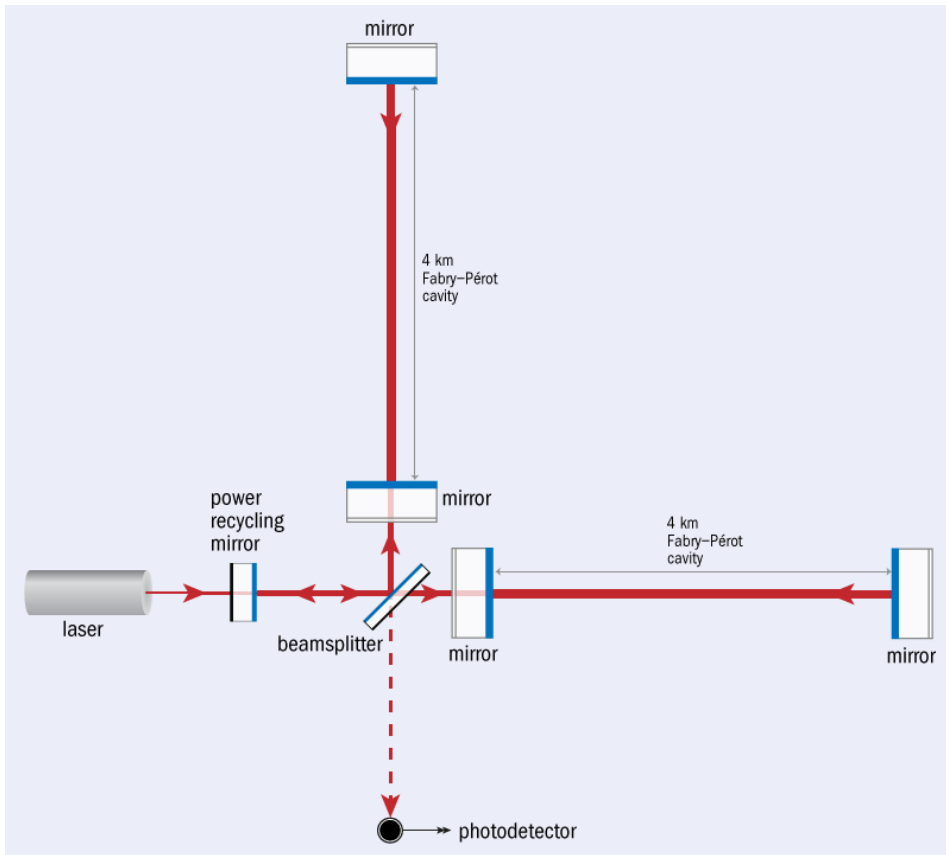 mirror
4 km
Fabry–Pérot
cavity
mirror
power
recycling
mirror
4 km
Fabry–Pérot
cavity
laser
beamsplitter
mirror
mirror
photodetector